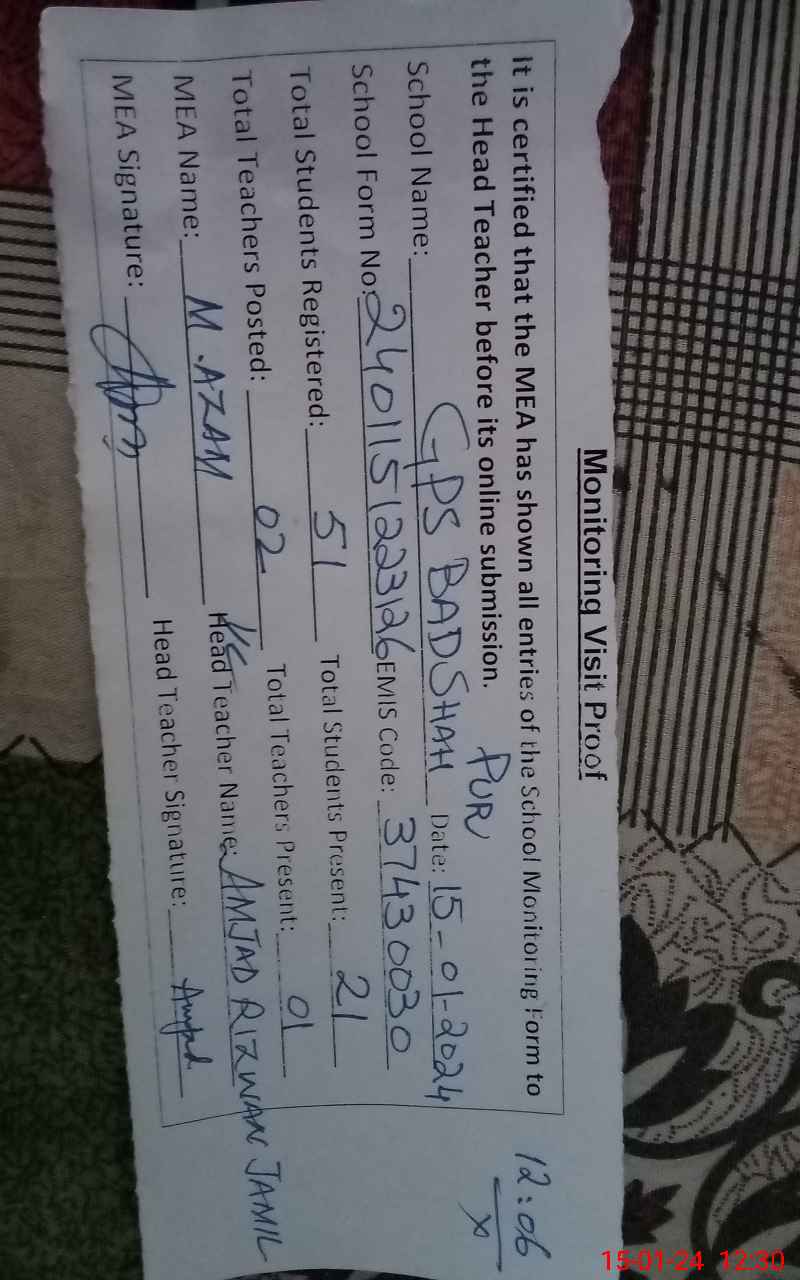 Monitoring Visit Proof
It is certified that the MEA has shown all entries of the School Monitoring Form to
the Head Teacher before its online submission.
12:06
PUR
School Name: GPS BADSHAH Date: 15-01-2024
School Form No: 2401151223126 EMIS Code: 37430030
Total Students Registered: 51 Total Students Present: 21
Total Teachers Posted: 02 Total Teachers Present: 01
MEA Name: M.AZAM Head Teacher Name: AMJAD RIZWAN JAMIL
MEA Signature: Head Teacher Signature: Amjad
15-01-24 12:30